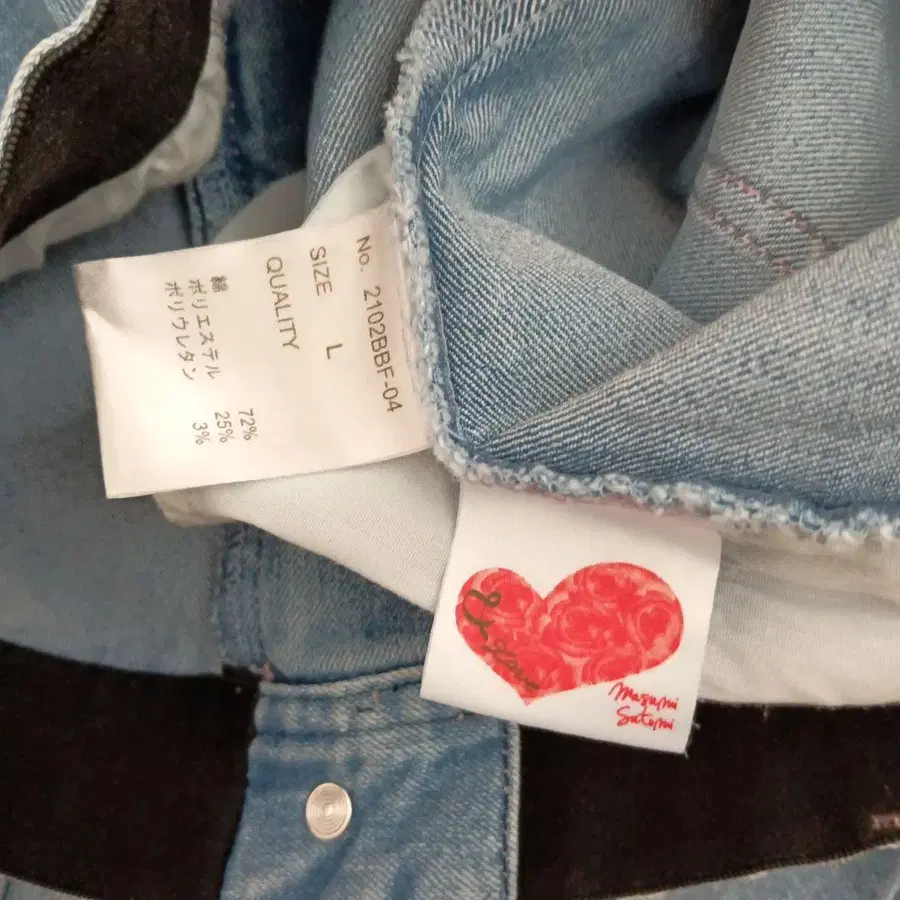 No. 2102BBF-04
SIZE L
QUALITY
綿 72%
ポリエステル 25%
ポリウレタン 3%
Masami
Satomi